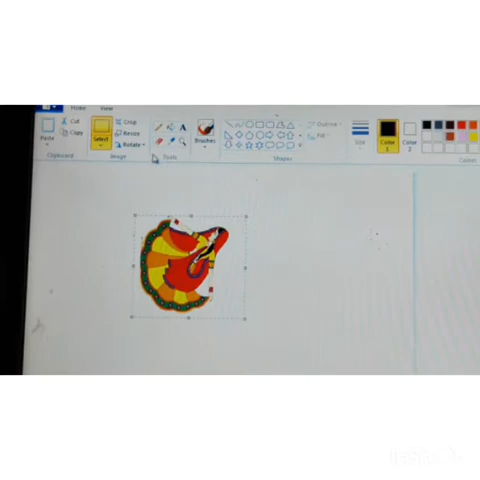 Home View
Cut
Copy
Paste
Clipboard
Select
Crop
Resize
Rotate
Image
A
Tools
Brushes
Outline
Fill
Shapes
Size
Color 1
Color 2
Colors